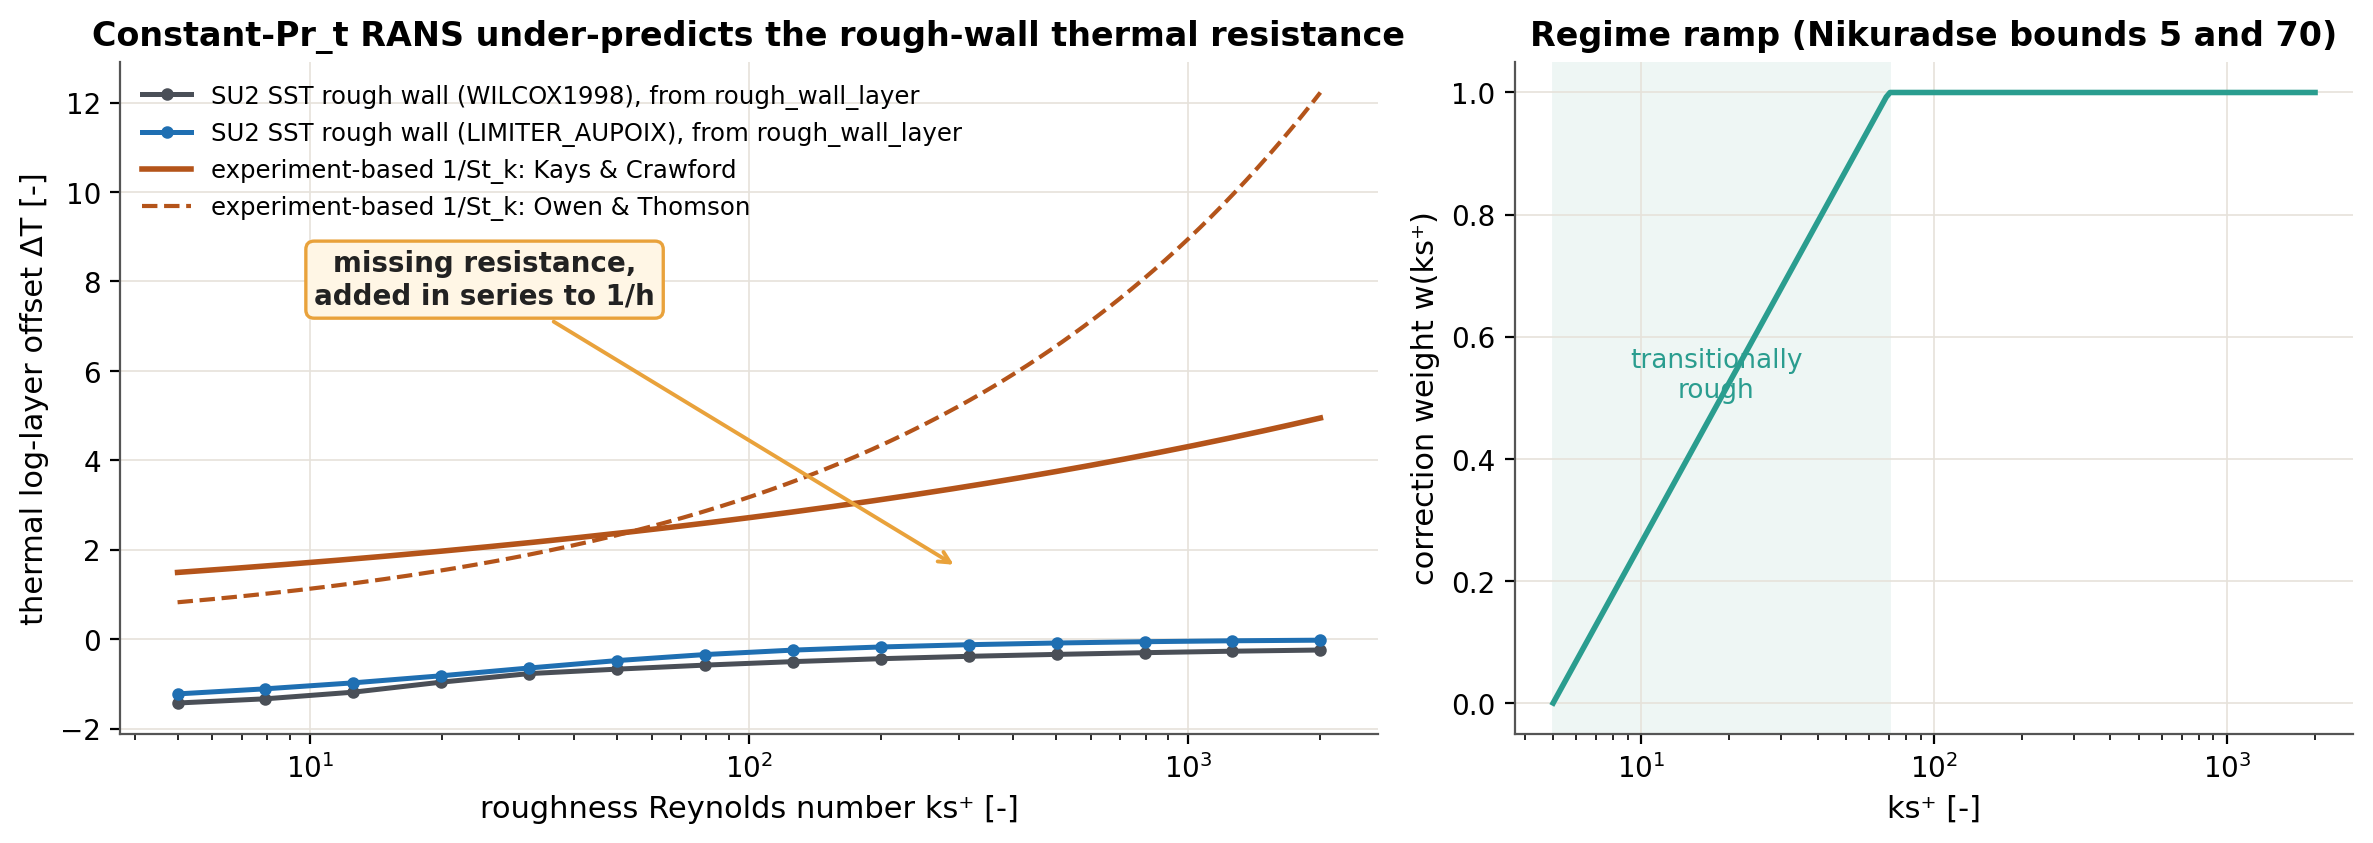 Constant-Pr_t RANS under-predicts the rough-wall thermal resistance
SU2 SST rough wall (WILCOX1998), from rough_wall_layer
SU2 SST rough wall (LIMITER_AUPOIX), from rough_wall_layer
experiment-based 1/St_k: Kays & Crawford
experiment-based 1/St_k: Owen & Thomson
missing resistance,
added in series to 1/h
thermal log-layer offset ΔT [-]
12
10
8
6
4
2
0
−2
10¹
10²
10³
roughness Reynolds number ks⁺ [-]
Regime ramp (Nikuradse bounds 5 and 70)
correction weight w(ks⁺)
1.0
0.8
0.6
0.4
0.2
0.0
transitionally
rough
10¹
10²
10³
ks⁺ [-]